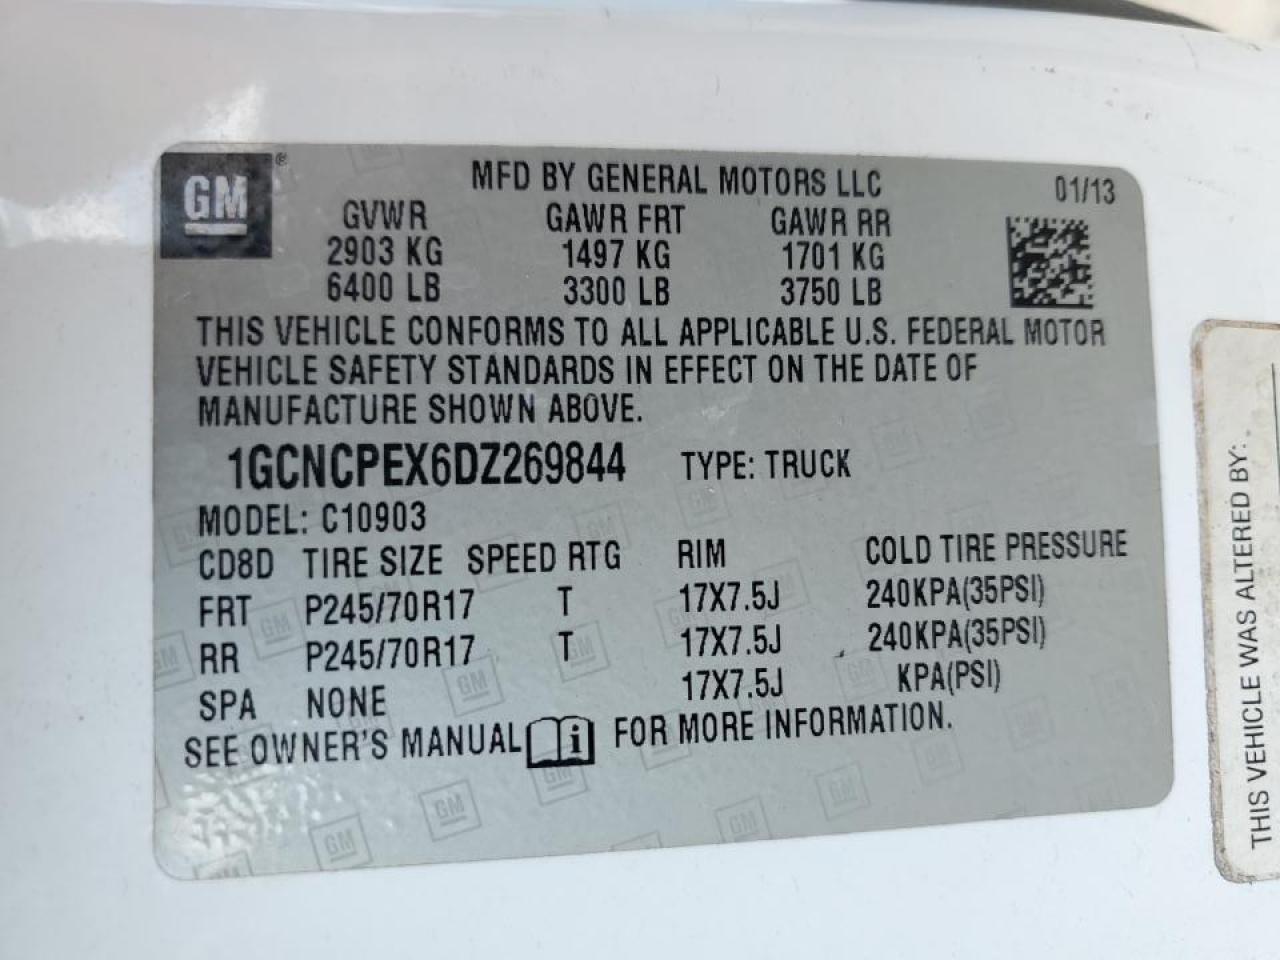 GM®
MFD BY GENERAL MOTORS LLC 01/13
GVWR GAWR FRT GAWR RR
2903 KG 1497 KG 1701 KG
6400 LB 3300 LB 3750 LB
THIS VEHICLE CONFORMS TO ALL APPLICABLE U.S. FEDERAL MOTOR
VEHICLE SAFETY STANDARDS IN EFFECT ON THE DATE OF
MANUFACTURE SHOWN ABOVE.
1GCNCPEX6DZ269844 TYPE: TRUCK
MODEL: C10903
CD8D TIRE SIZE SPEED RTG RIM COLD TIRE PRESSURE
FRT P245/70R17 T 17X7.5J 240KPA(35PSI)
RR P245/70R17 T 17X7.5J 240KPA(35PSI)
SPA NONE 17X7.5J KPA(PSI)
SEE OWNER'S MANUAL i FOR MORE INFORMATION.
THIS VEHICLE WAS ALTERED BY: